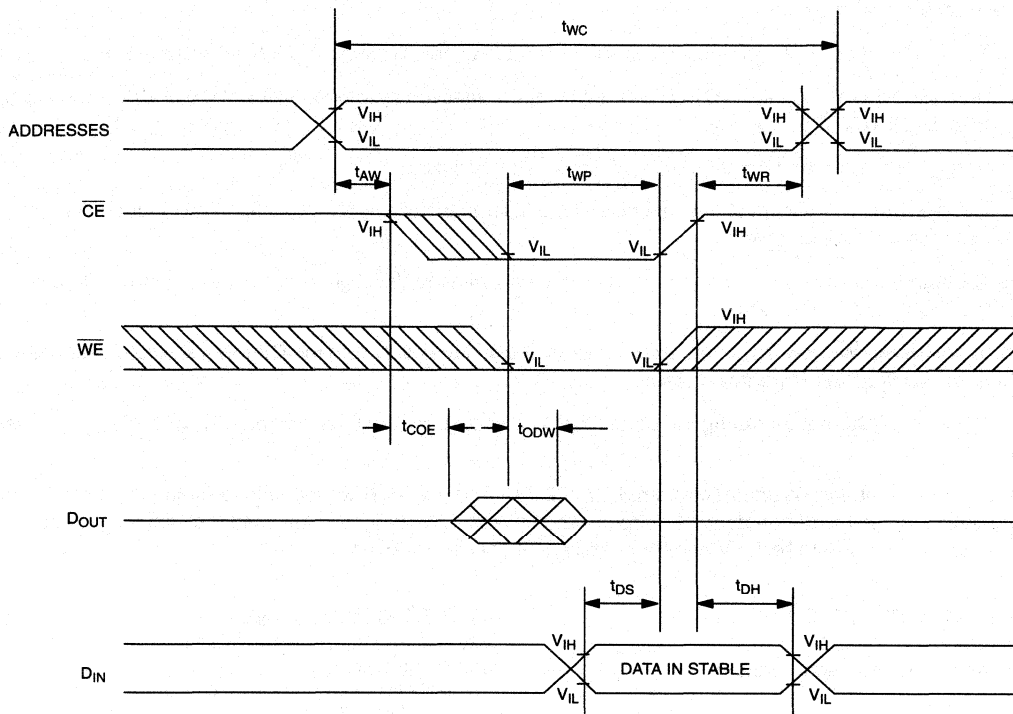 tWC
ADDRESSES
VIH VIH VIH
VIL VIL VIL
tAW tWP tWR
CE
VIH VIH
VIL VIL
VIH
WE
VIL VIL
tCOE tODW
DOUT
tDS tDH
VIH VIH
DIN DATA IN STABLE
VIL VIL